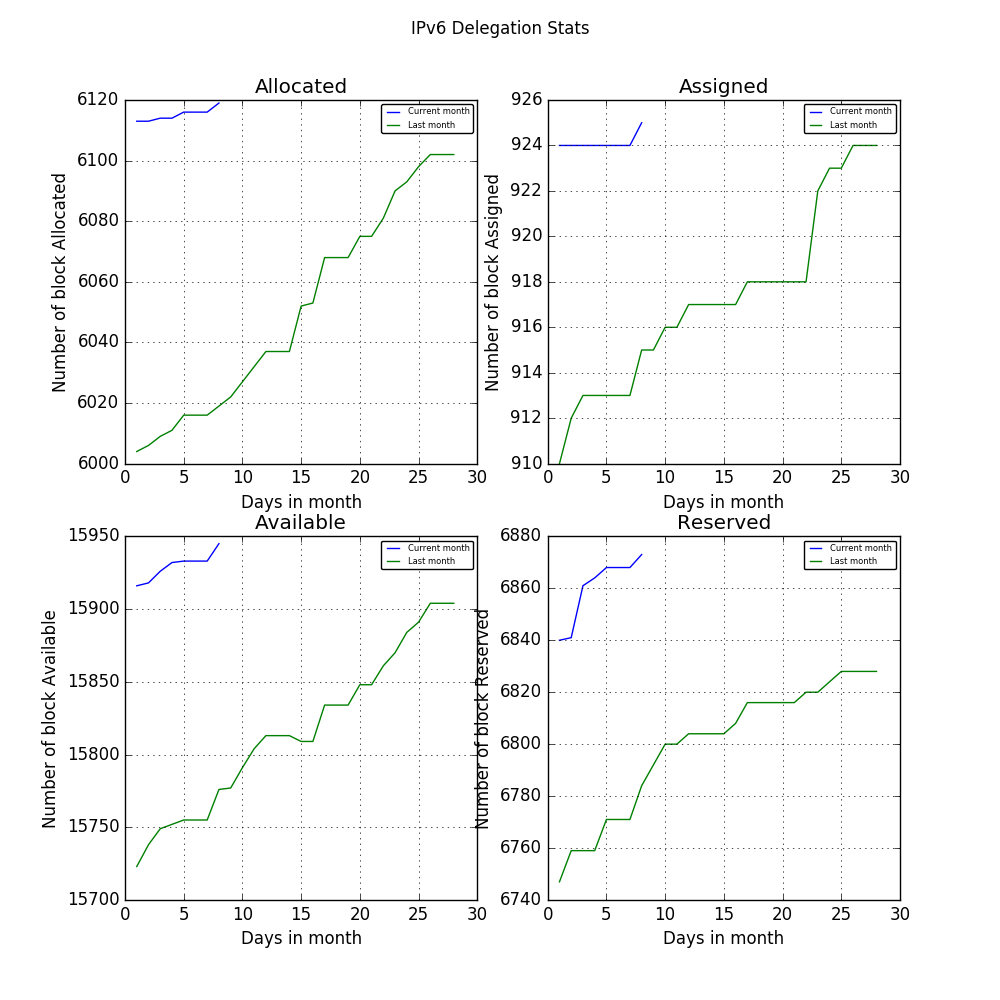 IPv6 Delegation Stats
Allocated
Number of block Allocated
6120
6100
6080
6060
6040
6020
6000
0 5 10 15 20 25 30
Days in month
Current month
Last month
Assigned
Number of block Assigned
926
924
922
920
918
916
914
912
910
0 5 10 15 20 25 30
Days in month
Current month
Last month
Available
Number of block Available
15950
15900
15850
15800
15750
15700
0 5 10 15 20 25 30
Days in month
Current month
Last month
Reserved
Number of block Reserved
6880
6860
6840
6820
6800
6780
6760
6740
0 5 10 15 20 25 30
Days in month
Current month
Last month